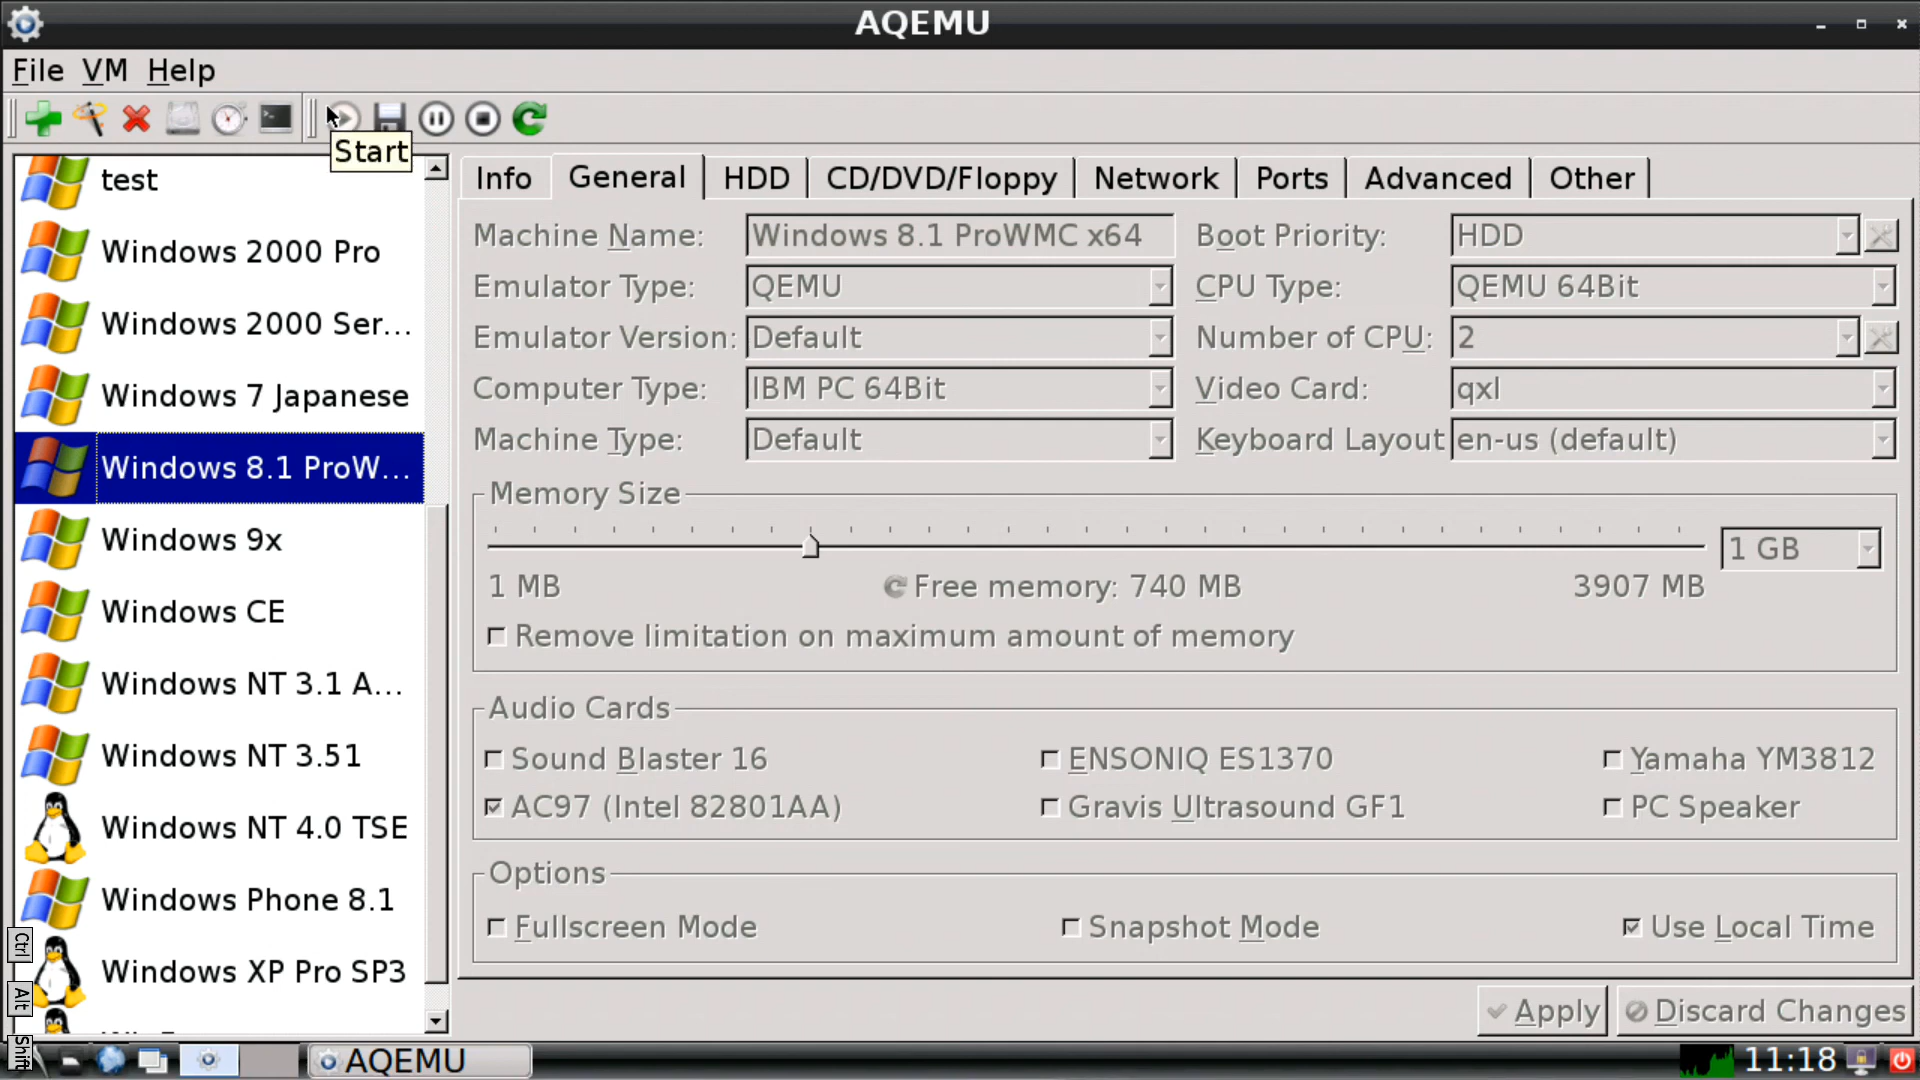 AQEMU
File VM Help
Start
test
Windows 2000 Pro
Windows 2000 Ser...
Windows 7 Japanese
Windows 8.1 ProW...
Windows 9x
Windows CE
Windows NT 3.1 A...
Windows NT 3.51
Windows NT 4.0 TSE
Windows Phone 8.1
Windows XP Pro SP3
Info General HDD CD/DVD/Floppy Network Ports Advanced Other
Machine Name: Windows 8.1 ProWMC x64 Boot Priority: HDD
Emulator Type: QEMU CPU Type: QEMU 64Bit
Emulator Version: Default Number of CPU: 2
Computer Type: IBM PC 64Bit Video Card: qxl
Machine Type: Default Keyboard Layout en-us (default)
Memory Size
1 GB
1 MB Free memory: 740 MB 3907 MB
Remove limitation on maximum amount of memory
Audio Cards
Sound Blaster 16 ENSONIQ ES1370 Yamaha YM3812
AC97 (Intel 82801AA) Gravis Ultrasound GF1 PC Speaker
Options
Fullscreen Mode Snapshot Mode Use Local Time
Apply Discard Changes
Ctrl
Alt
Shift
AQEMU 11:18